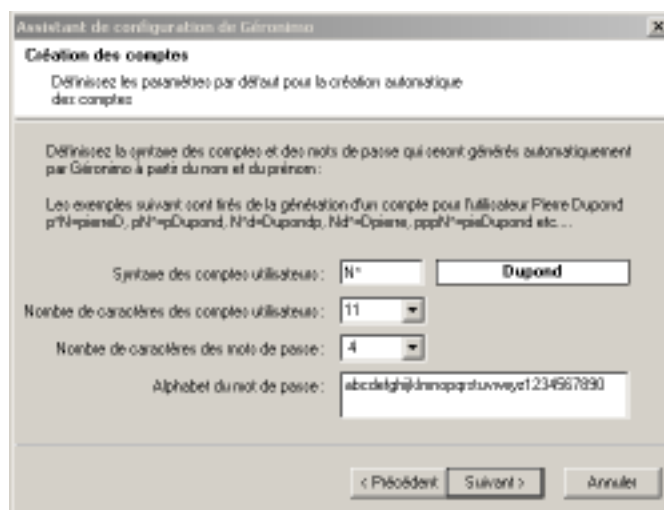 Assistant de configuration de Géronimo
Création des comptes
Définissez les paramètres par défaut pour la création automatique
des comptes
Définissez la syntaxe des comptes et des mots de passe qui seront générés automatiquement
par Géronimo à partir du nom et du prénom :
Les exemples suivant sont tirés de la génération d'un compte pour l'utilisateur Pierre Dupond
p*N=pierreD, pN*=pDupond, N*d=Dupondp, Nd*=Dpierre, pppN*=pieDupond etc....
Syntaxe des comptes utilisateurs : N* Dupond
Nombre de caractères des comptes utilisateurs : 11
Nombre de caractères des mots de passe : 4
Alphabet du mot de passe : abcdefghijklmnopqrstuvwxyz1234567890
< Précédent Suivant > Annuler